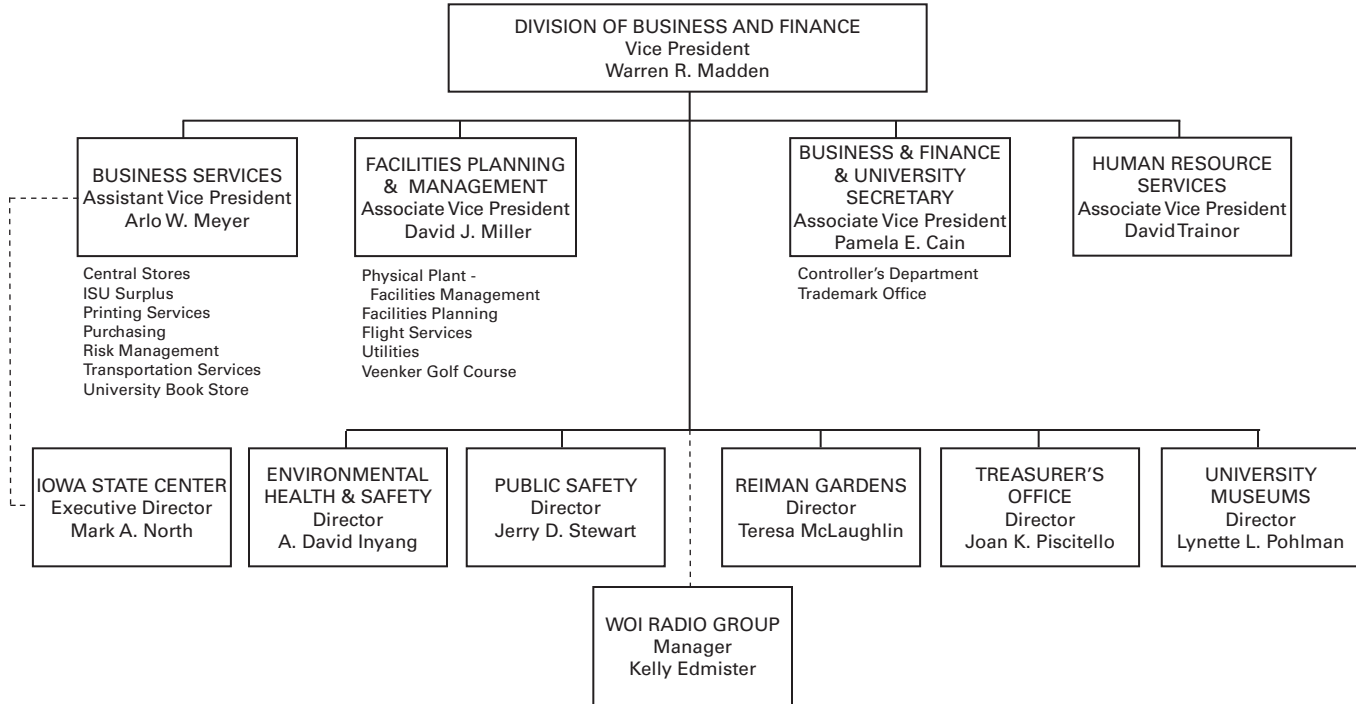 DIVISION OF BUSINESS AND FINANCE
Vice President
Warren R. Madden
BUSINESS SERVICES
Assistant Vice President
Arlo W. Meyer
Central Stores
ISU Surplus
Printing Services
Purchasing
Risk Management
Transportation Services
University Book Store
FACILITIES PLANNING
& MANAGEMENT
Associate Vice President
David J. Miller
Physical Plant -
Facilities Management
Facilities Planning
Flight Services
Utilities
Veenker Golf Course
BUSINESS & FINANCE
& UNIVERSITY
SECRETARY
Associate Vice President
Pamela E. Cain
Controller's Department
Trademark Office
HUMAN RESOURCE
SERVICES
Associate Vice President
David Trainor
IOWA STATE CENTER
Executive Director
Mark A. North
ENVIRONMENTAL
HEALTH & SAFETY
Director
A. David Inyang
PUBLIC SAFETY
Director
Jerry D. Stewart
REIMAN GARDENS
Director
Teresa McLaughlin
TREASURER'S
OFFICE
Director
Joan K. Piscitello
UNIVERSITY
MUSEUMS
Director
Lynette L. Pohlman
WOI RADIO GROUP
Manager
Kelly Edmister